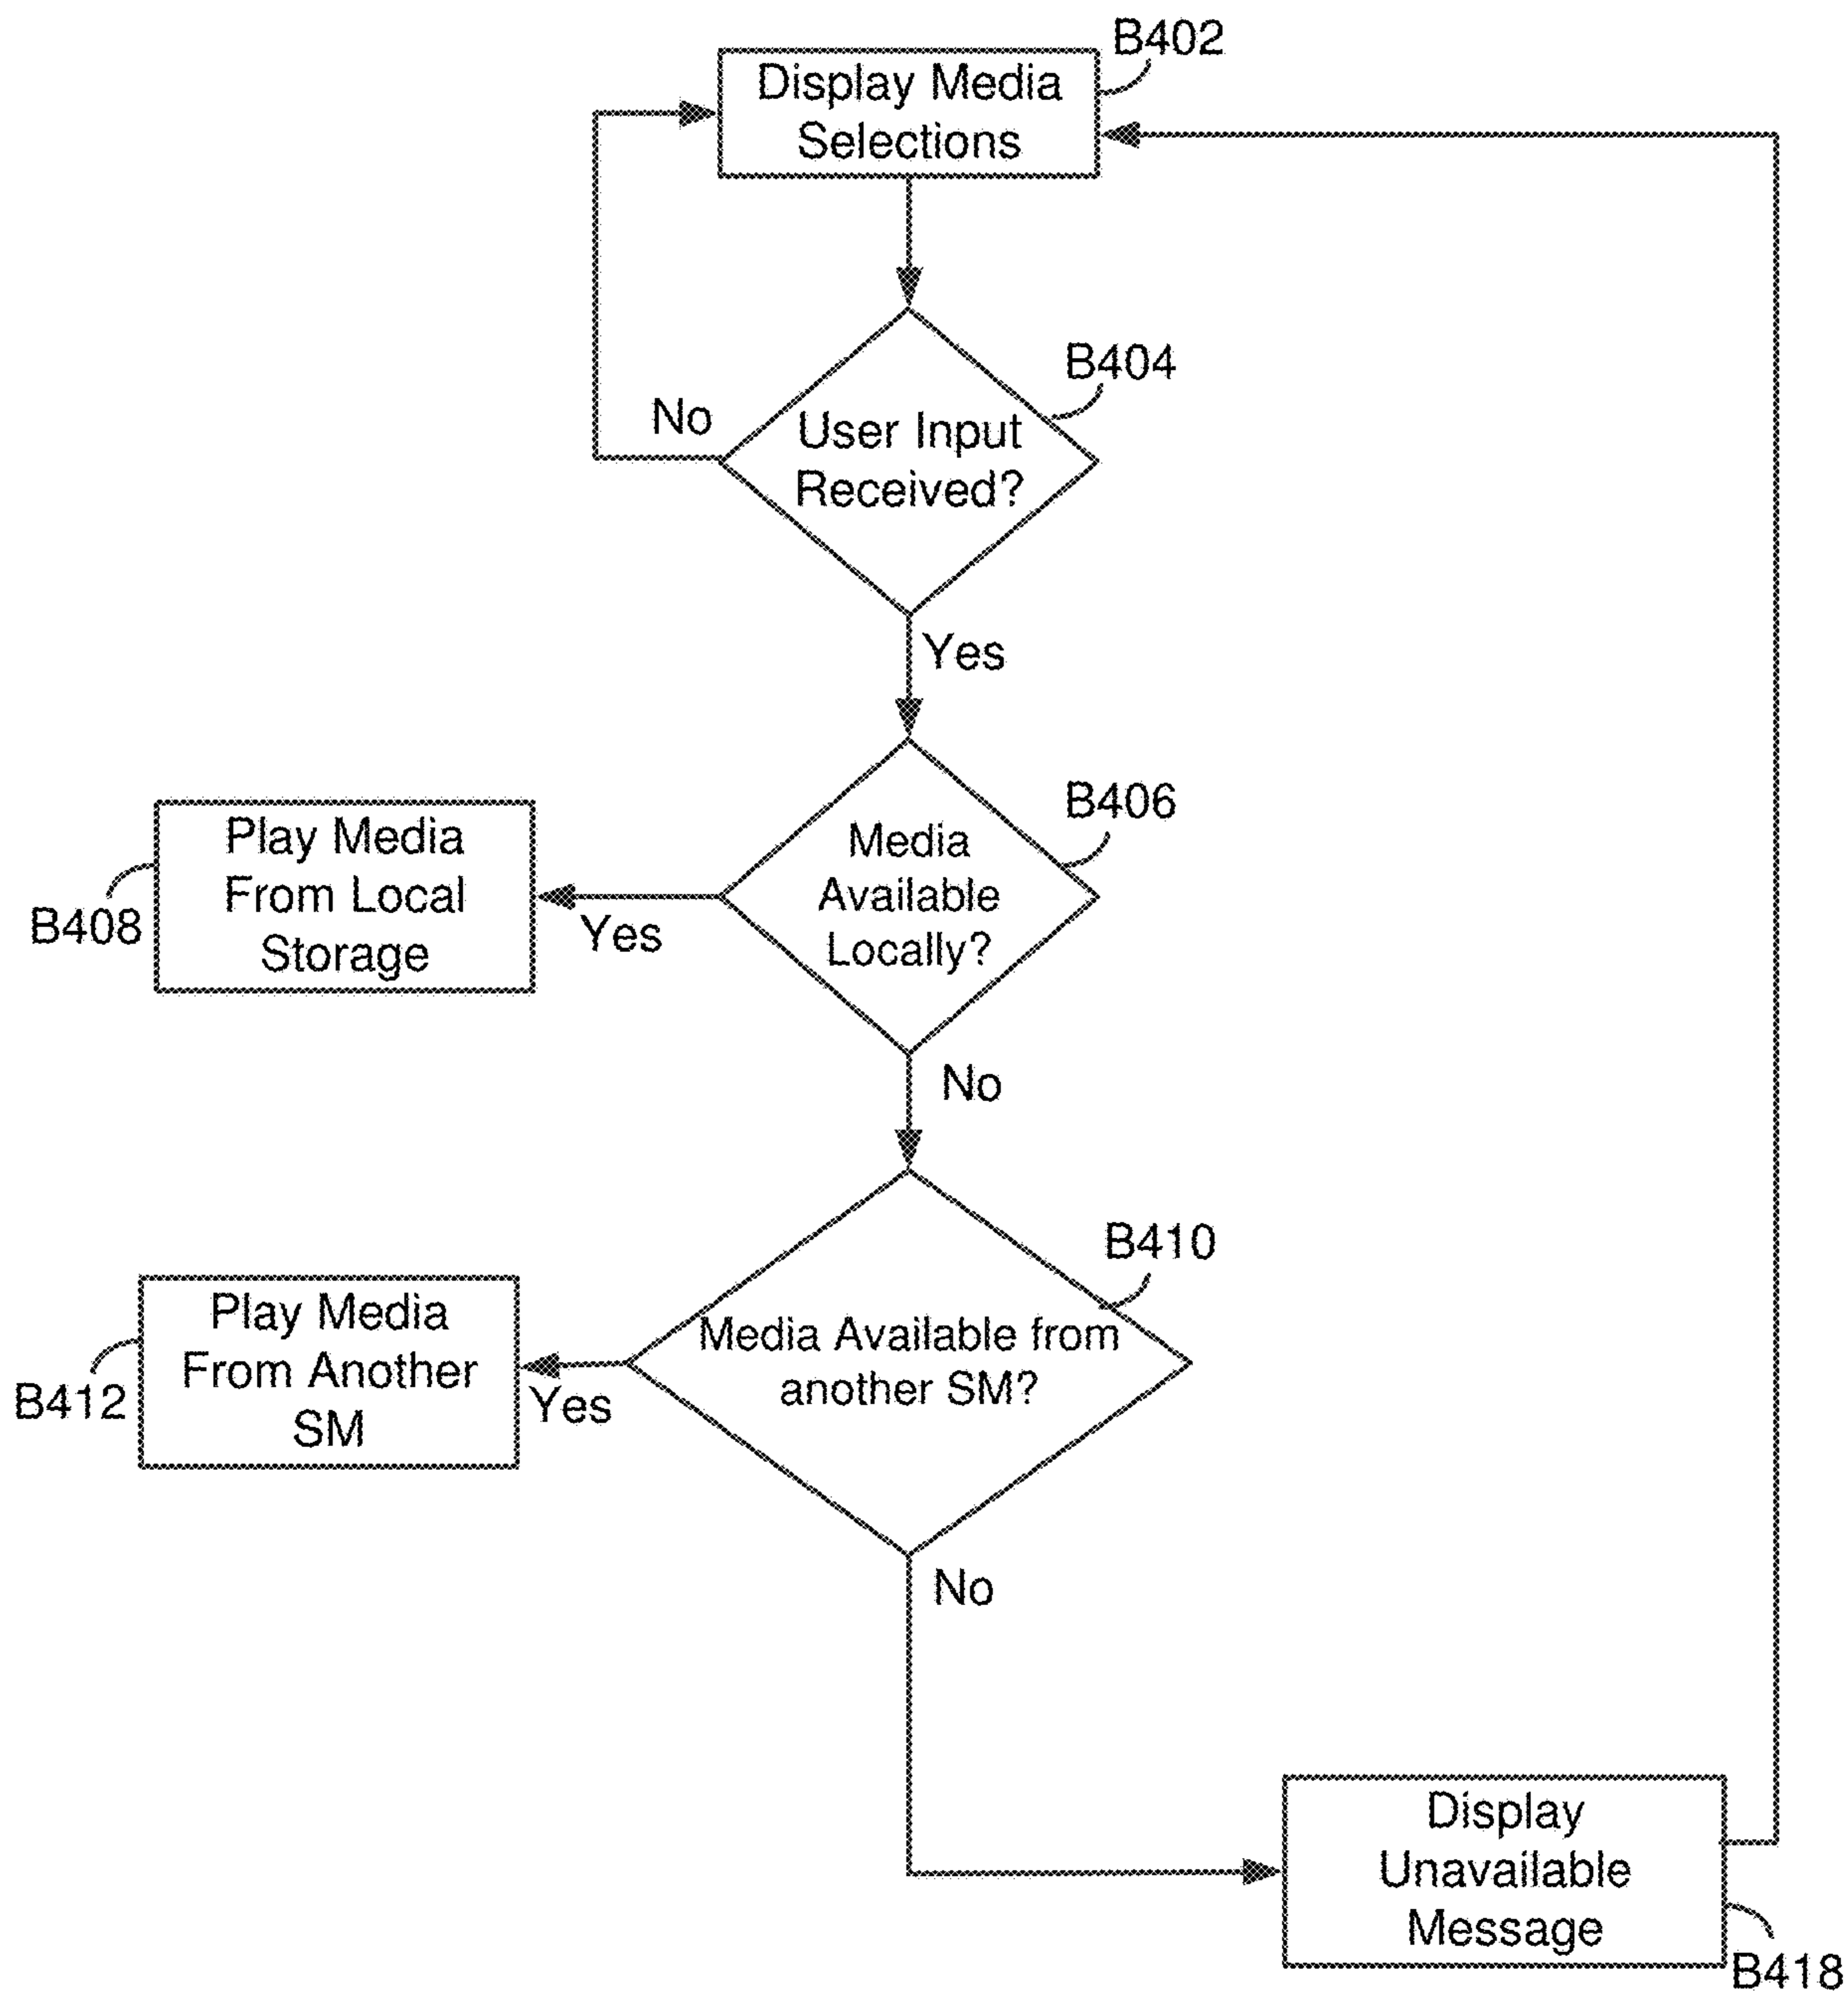 B402
Display Media
Selections
B404
No
User Input
Received?
Yes
B406
Play Media
From Local
Storage
B408
Yes
Media
Available
Locally?
No
B410
Play Media
From Another
SM
B412
Yes
Media Available from
another SM?
No
Display
Unavailable
Message
B418